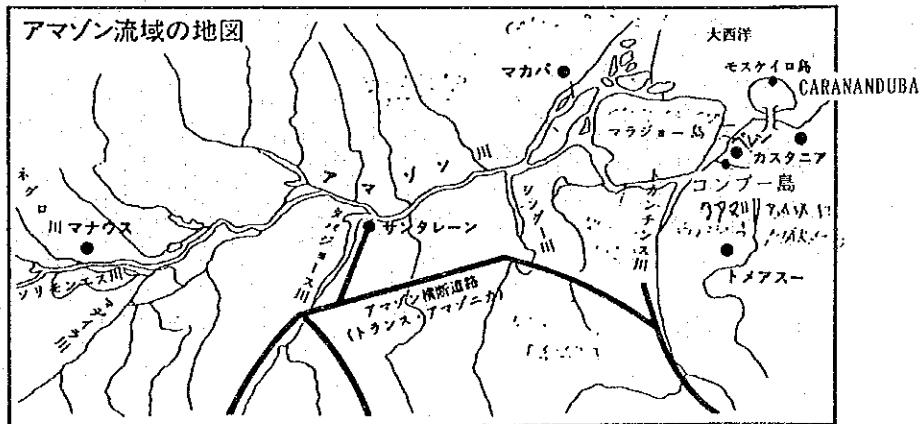 アマゾン流域の地図
大西洋
モスケイロ島
CARANANDUBA
マカパ
マラジョー島
ベレン
カスタニア
コンブー島
アマゾン川
ネグロ川
マナウス
サンタレーン
タパジョース川
シングー川
トカンチンス川
トメアスー
ソリモンエス川
アマゾン横断道路
(トランス・アマゾニカ)